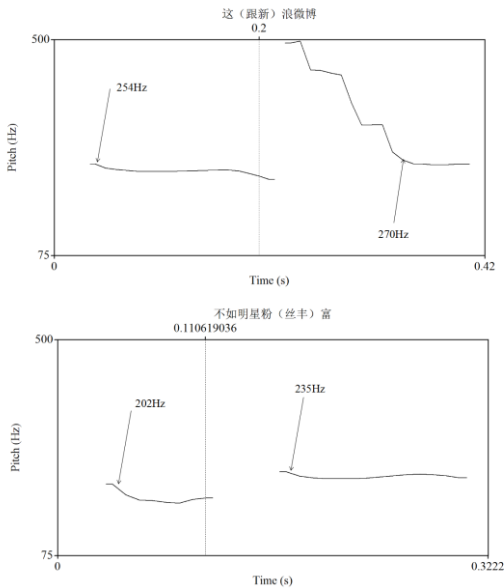 这（跟新）浪微博
0.2
500
254Hz
Pitch (Hz)
270Hz
75
0
0.42
Time (s)
不如明星粉（丝丰）富
0.110619036
500
202Hz
235Hz
Pitch (Hz)
75
0
0.3222
Time (s)